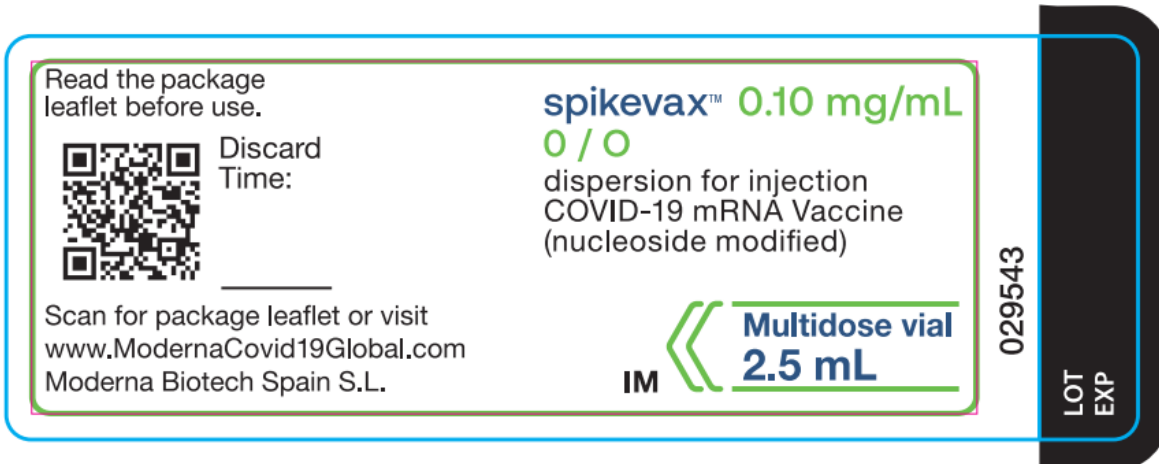 Read the package
leaflet before use.
Discard
Time:
Scan for package leaflet or visit
www.ModernaCovid19Global.com
Moderna Biotech Spain S.L.
spikevax™ 0.10 mg/mL
0 / O
dispersion for injection
COVID-19 mRNA Vaccine
(nucleoside modified)
IM
Multidose vial
2.5 mL
029543
LOT
EXP